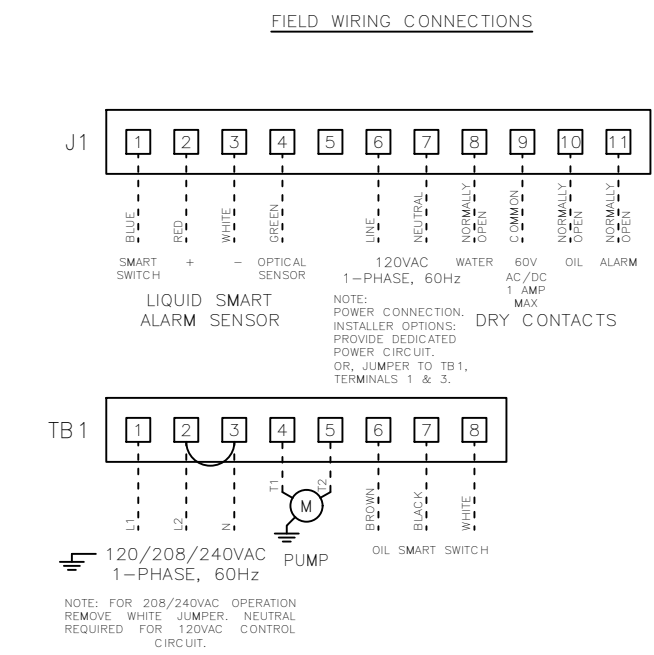 FIELD WIRING CONNECTIONS
J1
1 2 3 4 5 6 7 8 9 10 11
BLUE RED WHITE GREEN LINE NEUTRAL NORMALLY OPEN COMMON NORMALLY OPEN NORMALLY OPEN
SMART SWITCH
+
−
OPTICAL SENSOR
LIQUID SMART
ALARM SENSOR
120VAC
1-PHASE, 60Hz
NOTE:
POWER CONNECTION.
INSTALLER OPTIONS:
PROVIDE DEDICATED
POWER CIRCUIT.
OR, JUMPER TO TB1,
TERMINALS 1 & 3.
WATER
60V
AC/DC
1 AMP
MAX
OIL
ALARM
DRY CONTACTS
TB1
1 2 3 4 5 6 7 8
L1 L2 N T1 T2 BROWN BLACK WHITE
M
120/208/240VAC
1-PHASE, 60Hz
PUMP
OIL SMART SWITCH
NOTE: FOR 208/240VAC OPERATION
REMOVE WHITE JUMPER. NEUTRAL
REQUIRED FOR 120VAC CONTROL
CIRCUIT.